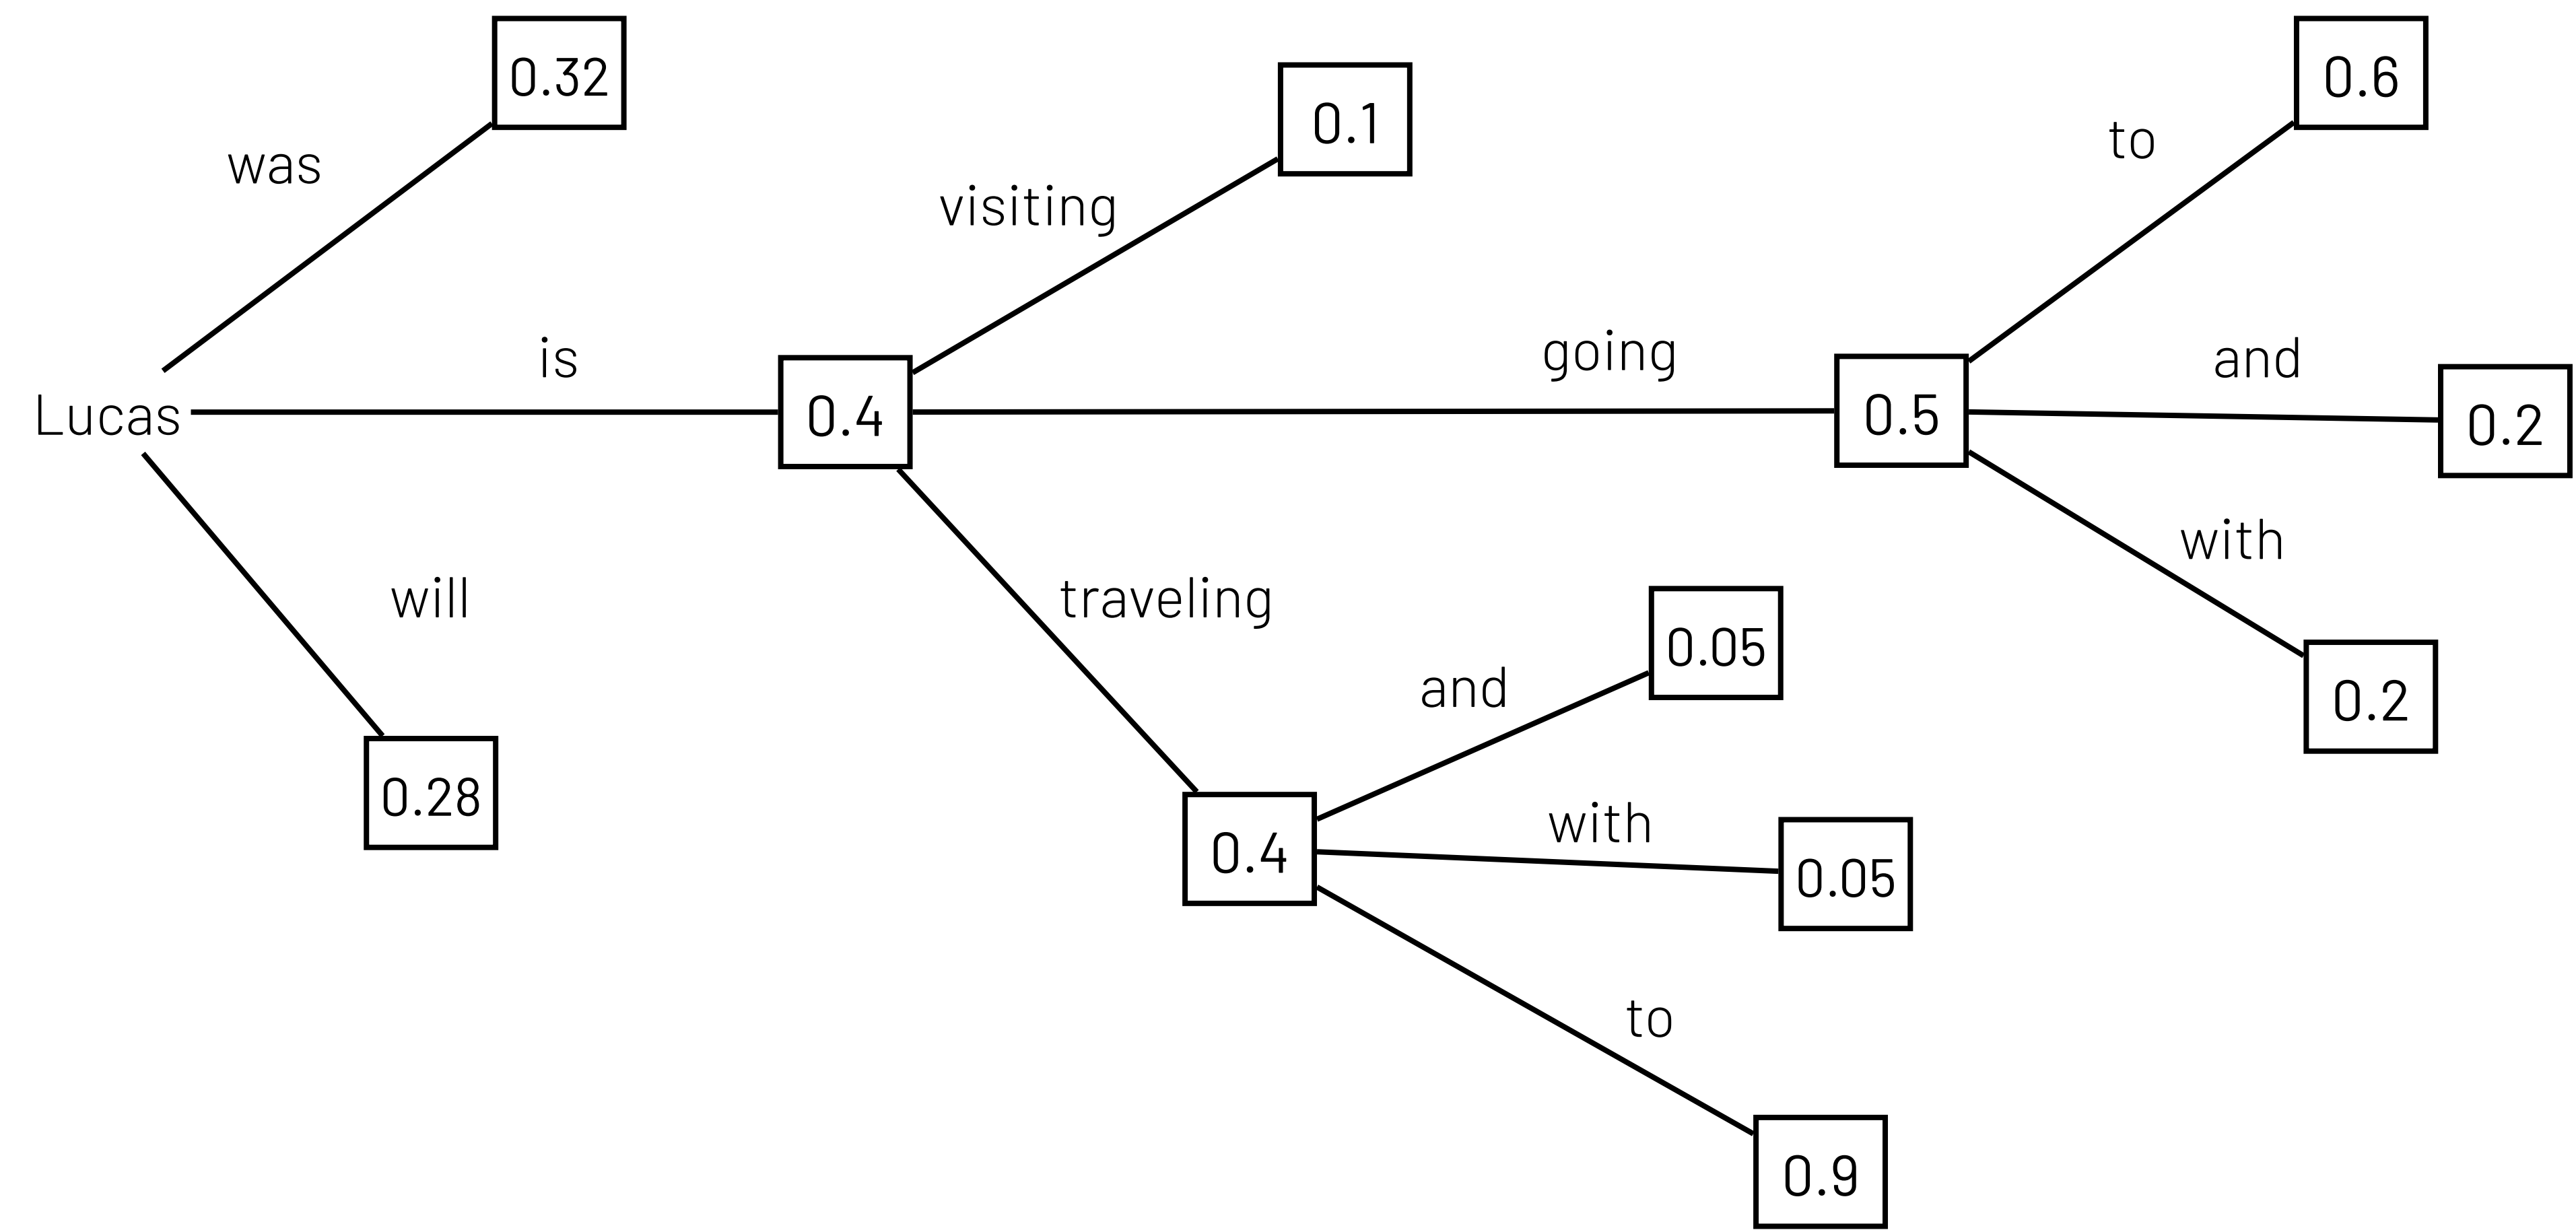 0.32
was
0.1
visiting
0.6
to
Lucas
is
0.4
going
0.5
and
0.2
will
0.28
traveling
with
0.2
0.4
and
0.05
with
0.05
to
0.9